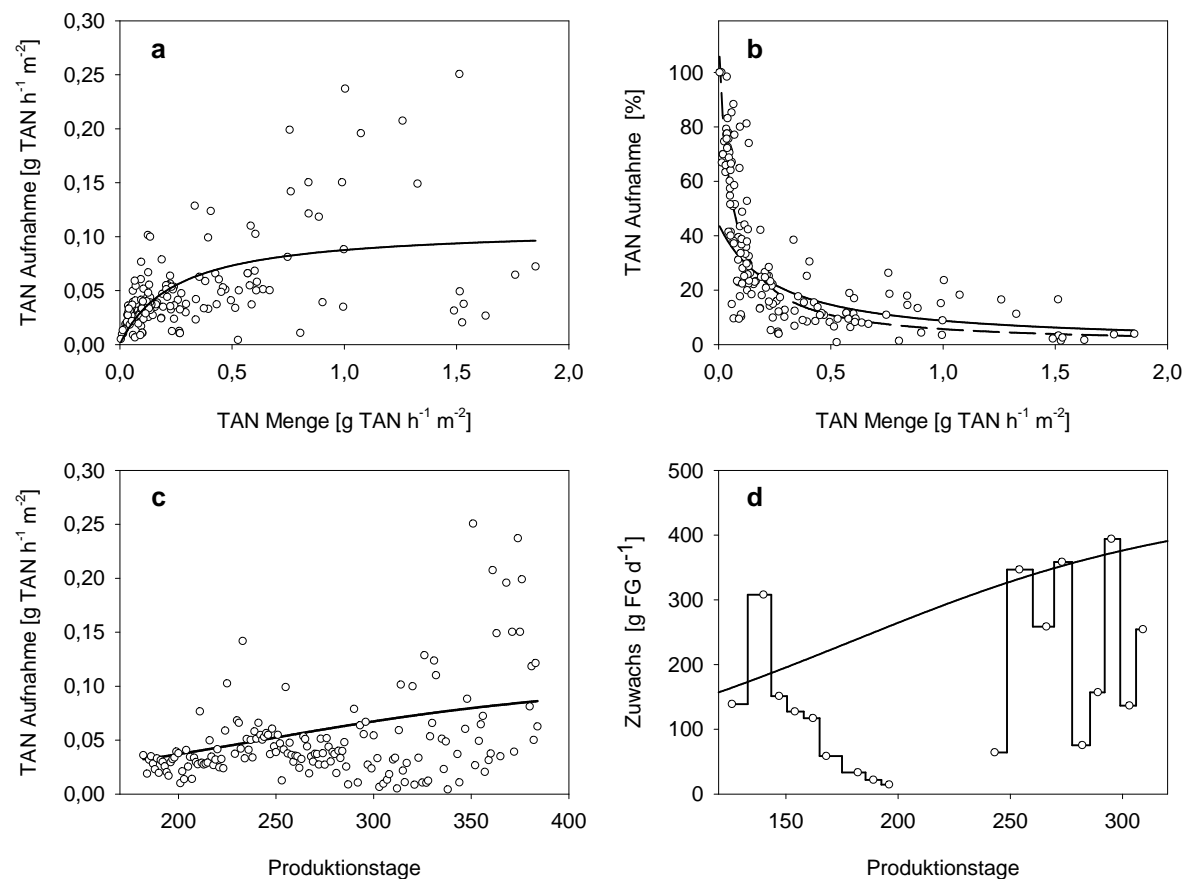 0,30
0,25
0,20
0,15
0,10
0,05
0,00
TAN Aufnahme [g TAN h-1 m-2]
a
0,0 0,5 1,0 1,5 2,0
TAN Menge [g TAN h-1 m-2]
100
80
60
40
20
0
TAN Aufnahme [%]
b
0,0 0,5 1,0 1,5 2,0
TAN Menge [g TAN h-1 m-2]
0,30
0,25
0,20
0,15
0,10
0,05
0,00
TAN Aufnahme [g TAN h-1 m-2]
c
200 250 300 350 400
Produktionstage
500
400
300
200
100
0
Zuwachs [g FG d-1]
d
150 200 250 300
Produktionstage